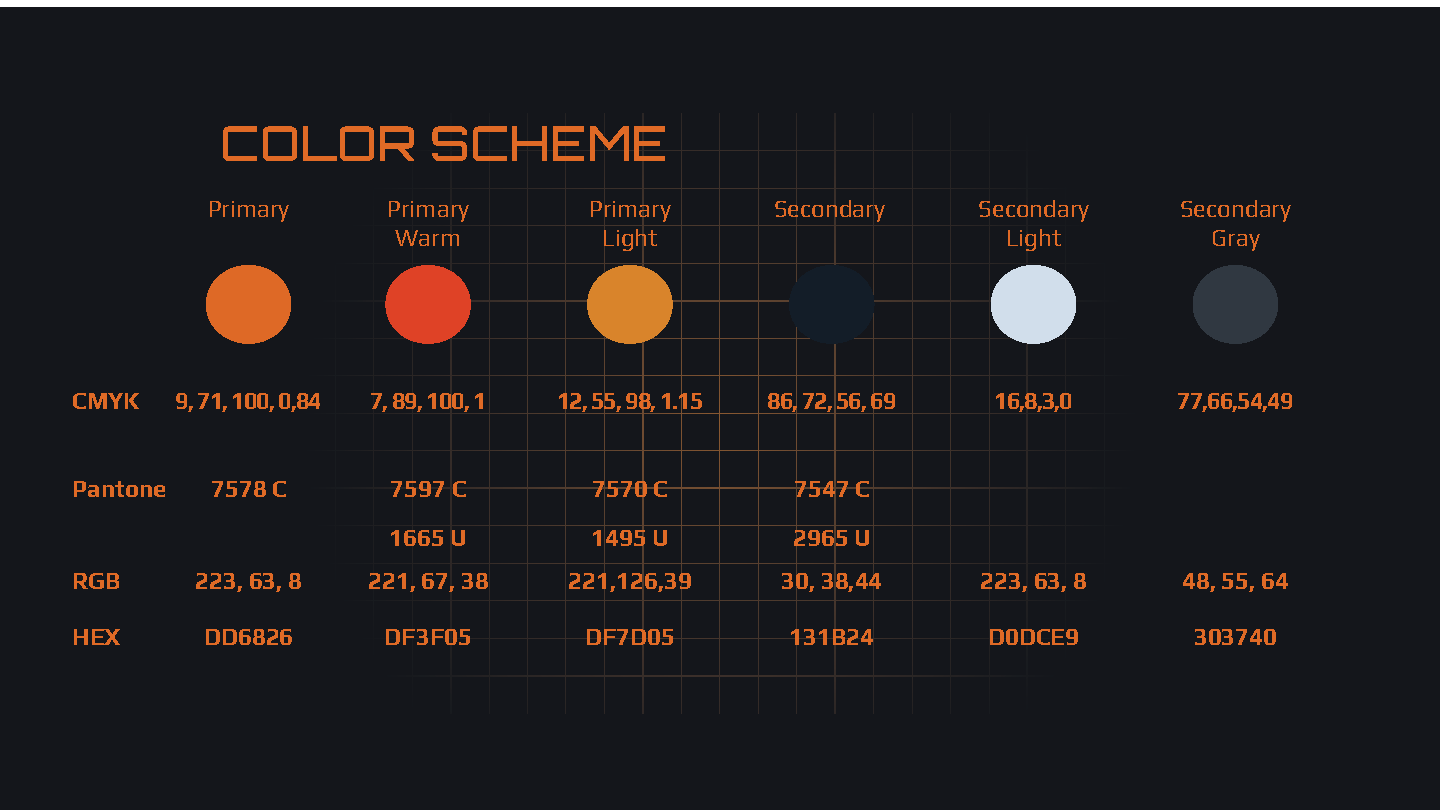 COLOR SCHEME
Primary
Primary
Warm
Primary
Light
Secondary
Secondary
Light
Secondary
Gray
CMYK 9, 71, 100, 0,84 7, 89, 100, 1 12, 55, 98, 1.15 86, 72, 56, 69 16,8,3,0 77,66,54,49
Pantone 7578 C 7597 C 7570 C 7547 C
1665 U 1495 U 2965 U
RGB 223, 63, 8 221, 67, 38 221,126,39 30, 38,44 223, 63, 8 48, 55, 64
HEX DD6826 DF3F05 DF7D05 131B24 D0DCE9 303740